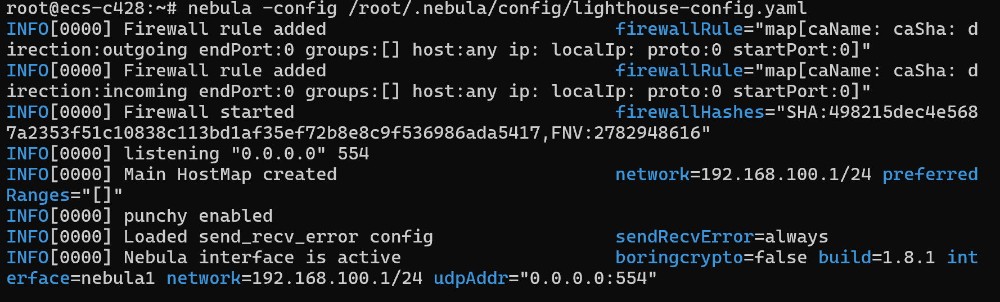 root@ecs-c428:~# nebula -config /root/.nebula/config/lighthouse-config.yaml
INFO[0000] Firewall rule added                           firewallRule="map[caName: caSha: d
irection:outgoing endPort:0 groups:[] host:any ip: localIp: proto:0 startPort:0]"
INFO[0000] Firewall rule added                           firewallRule="map[caName: caSha: d
irection:incoming endPort:0 groups:[] host:any ip: localIp: proto:0 startPort:0]"
INFO[0000] Firewall started                              firewallHashes="SHA:498215dec4e568
7a2353f51c10838c113bd1af35ef72b8e8c9f536986ada5417,FNV:2782948616"
INFO[0000] listening "0.0.0.0" 554
INFO[0000] Main HostMap created                          network=192.168.100.1/24 preferred
Ranges="[]"
INFO[0000] punchy enabled
INFO[0000] Loaded send_recv_error config                 sendRecvError=always
INFO[0000] Nebula interface is active                    boringcrypto=false build=1.8.1 int
erface=nebula1 network=192.168.100.1/24 udpAddr="0.0.0.0:554"